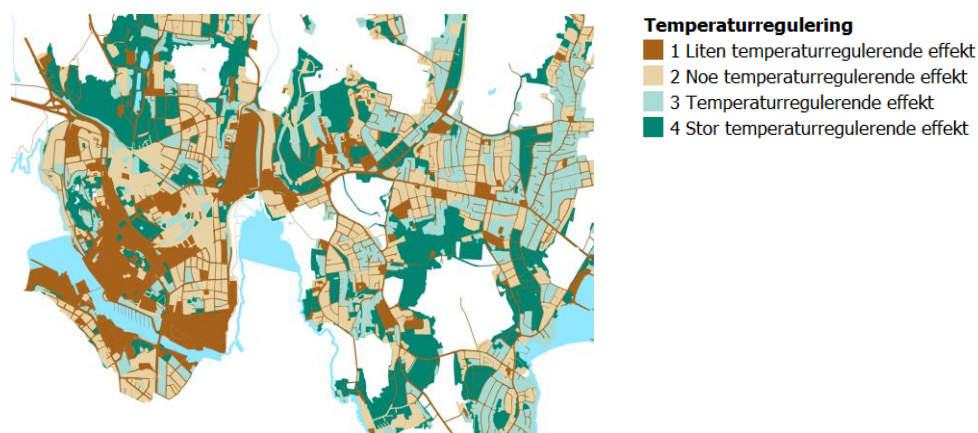 Temperaturregulering
1 Liten temperaturregulerende effekt
2 Noe temperaturregulerende effekt
3 Temperaturregulerende effekt
4 Stor temperaturregulerende effekt